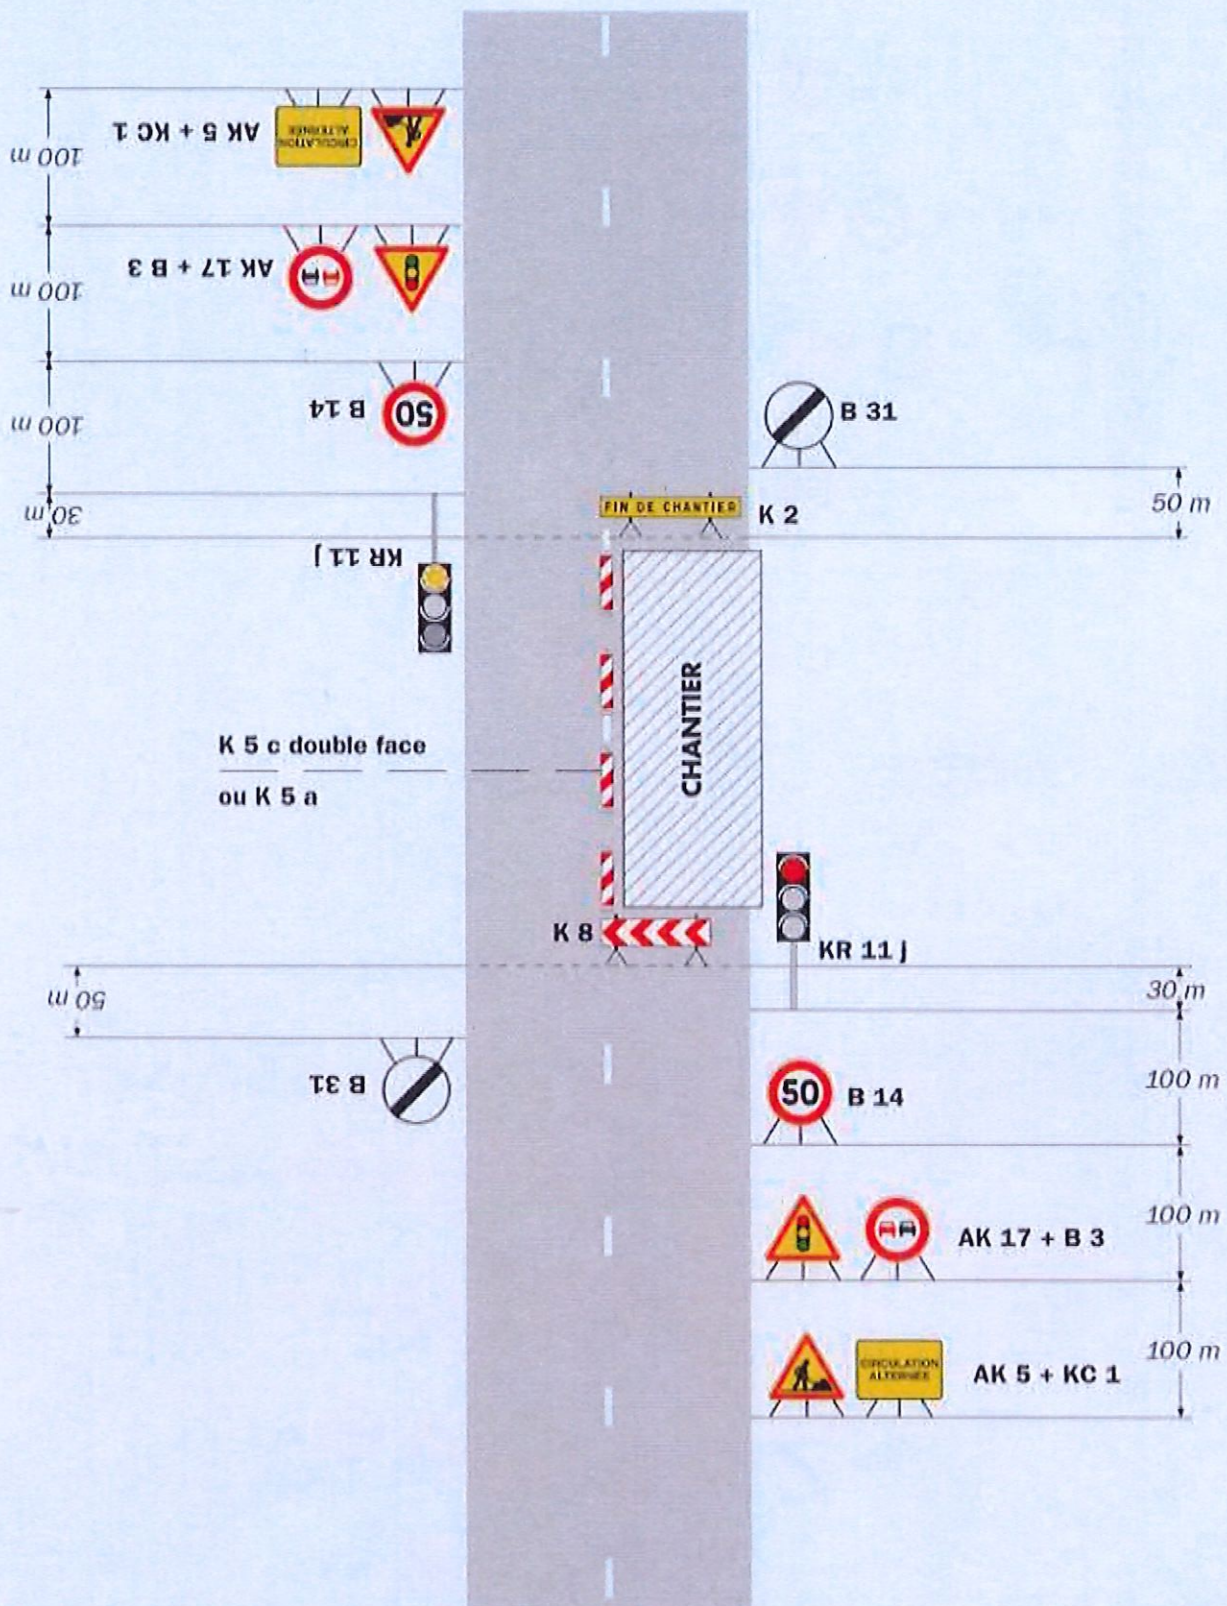 AK 5 + KC 1
CIRCULATION
ALTERNÉE
100 m
AK 17 + B 3
100 m
B 14
50
100 m
B 31
50 m
30 m
FIN DE CHANTIER
K 2
KR 11 j
CHANTIER
K 5 c double face
ou K 5 a
K 8
KR 11 j
50 m
30 m
B 31
50
B 14
100 m
AK 17 + B 3
100 m
CIRCULATION
ALTERNÉE
AK 5 + KC 1
100 m